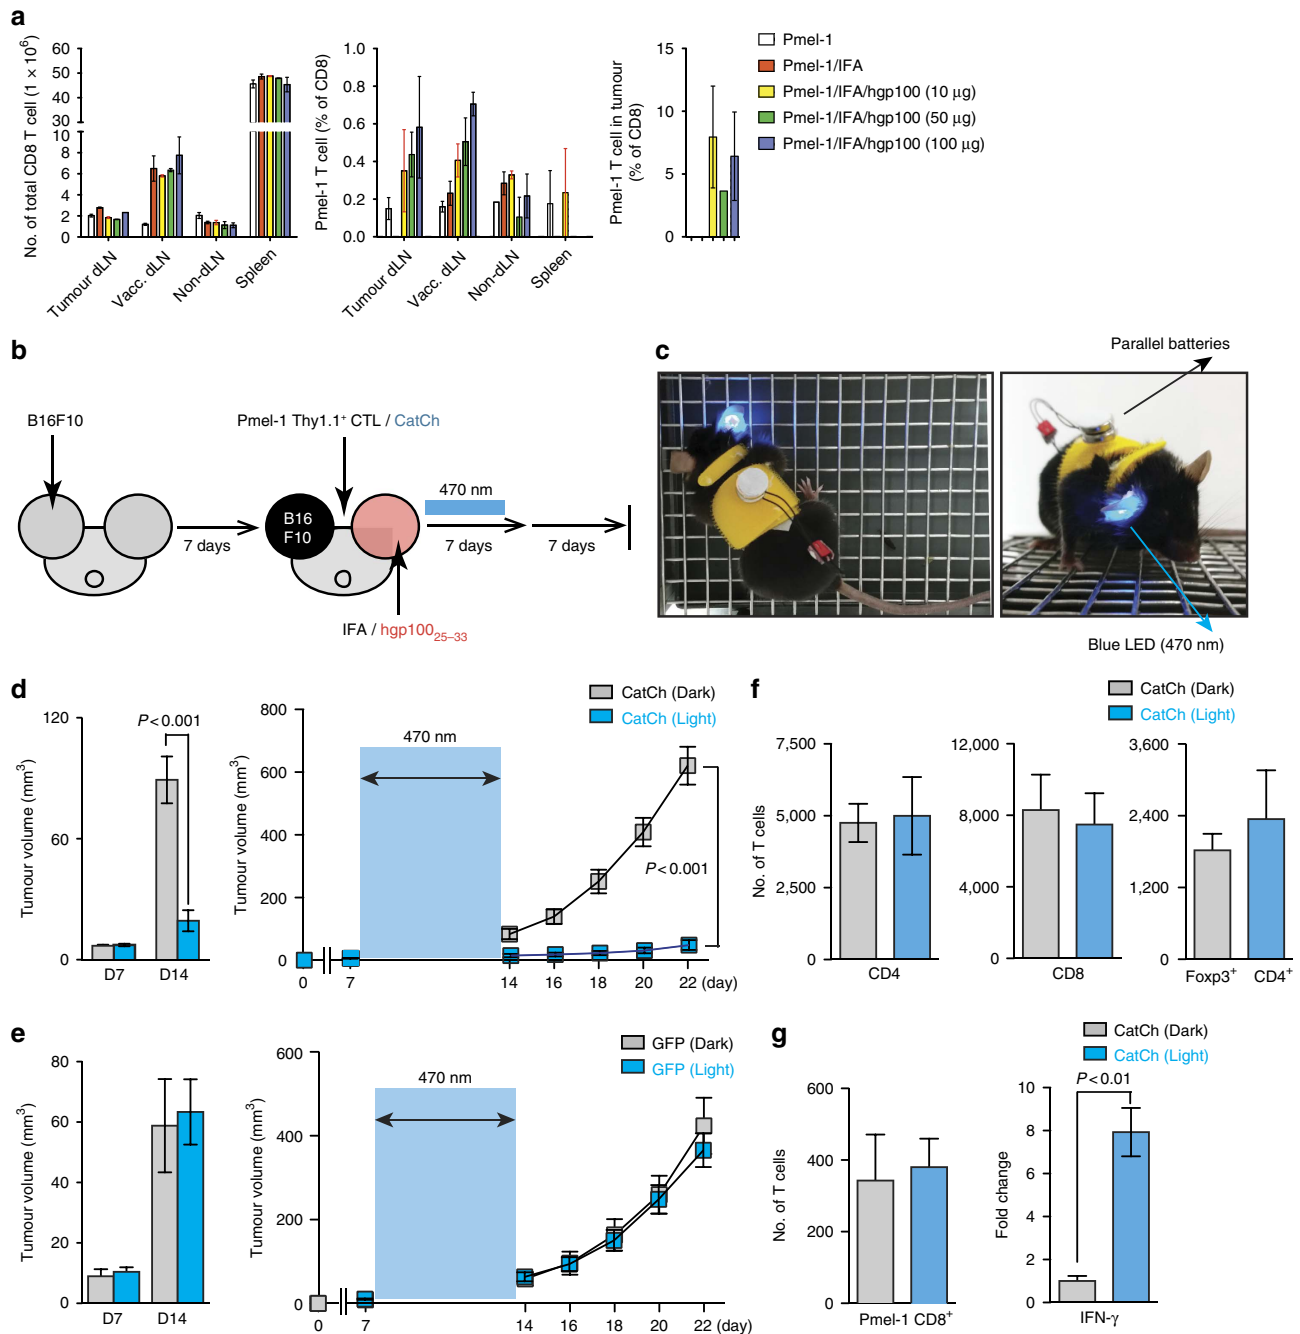 a
No. of total CD8 T cell (1 × 10⁶)
60
50
40
30
10
8
6
4
2
0
Tumour dLN
Vacc. dLN
Non-dLN
Spleen
Pmel-1 T cell (% of CD8)
1.0
0.8
0.6
0.4
0.2
0.0
Tumour dLN
Vacc. dLN
Non-dLN
Spleen
Pmel-1 T cell in tumour
(% of CD8)
15
10
5
0
Pmel-1
Pmel-1/IFA
Pmel-1/IFA/hgp100 (10 µg)
Pmel-1/IFA/hgp100 (50 µg)
Pmel-1/IFA/hgp100 (100 µg)
b
B16F10
Pmel-1 Thy1.1⁺ CTL / CatCh
B16
F10
470 nm
7 days
7 days
7 days
IFA / hgp100₂₅₋₃₃
c
Parallel batteries
Blue LED (470 nm)
d
Tumour volume (mm³)
120
60
0
P<0.001
D7
D14
Tumour volume (mm³)
800
600
400
200
0
470 nm
CatCh (Dark)
CatCh (Light)
P<0.001
0
7
14
16
18
20
22 (day)
e
Tumour volume (mm³)
80
60
40
20
0
D7
D14
Tumour volume (mm³)
600
400
200
0
470 nm
GFP (Dark)
GFP (Light)
0
7
14
16
18
20
22 (day)
f
CatCh (Dark)
CatCh (Light)
No. of T cells
7,500
5,000
2,500
0
CD4
12,000
8,000
4,000
0
CD8
3,600
2,400
1,200
0
Foxp3⁺ CD4⁺
g
CatCh (Dark)
CatCh (Light)
No. of T cells
600
400
200
0
Pmel-1 CD8⁺
Fold change
10
8
6
4
2
0
P<0.01
IFN-γ